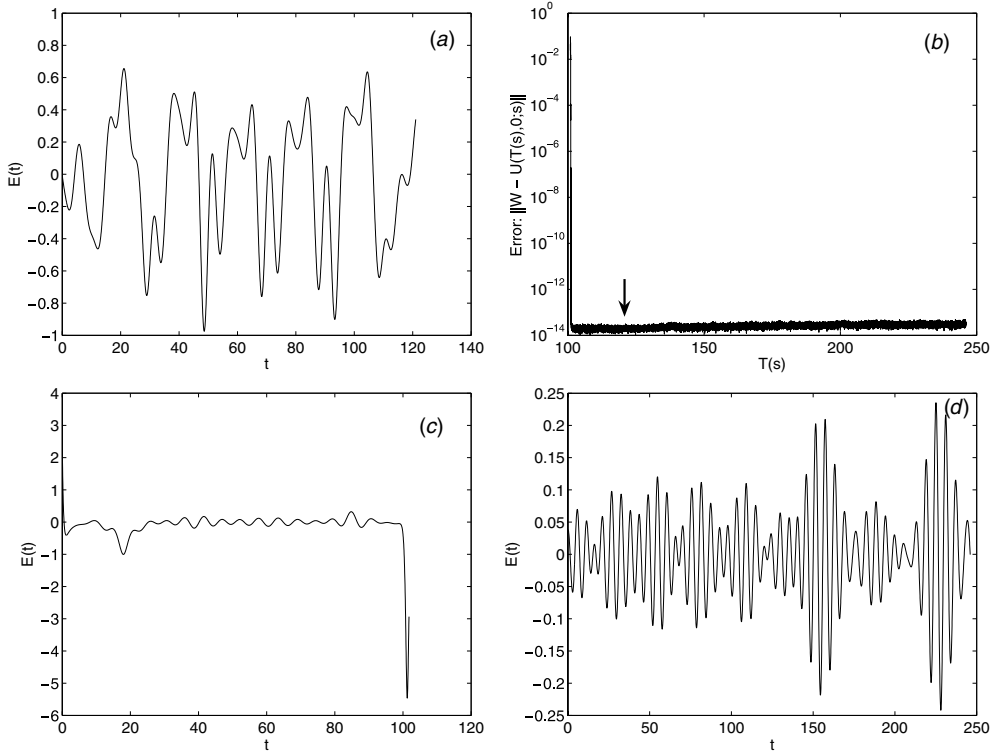 (a)
1
0.8
0.6
0.4
0.2
0
−0.2
−0.4
−0.6
−0.8
−1
E(t)
0 20 40 60 80 100 120 140
t
(b)
10^0
10^−2
10^−4
10^−6
10^−8
10^−10
10^−12
10^−14
Error: ||W − U(T(s),0;s)||
100 150 200 250
T(s)
(c)
4
3
2
1
0
−1
−2
−3
−4
−5
−6
E(t)
0 20 40 60 80 100 120
t
(d)
0.25
0.2
0.15
0.1
0.05
0
−0.05
−0.1
−0.15
−0.2
−0.25
E(t)
0 50 100 150 200 250
t